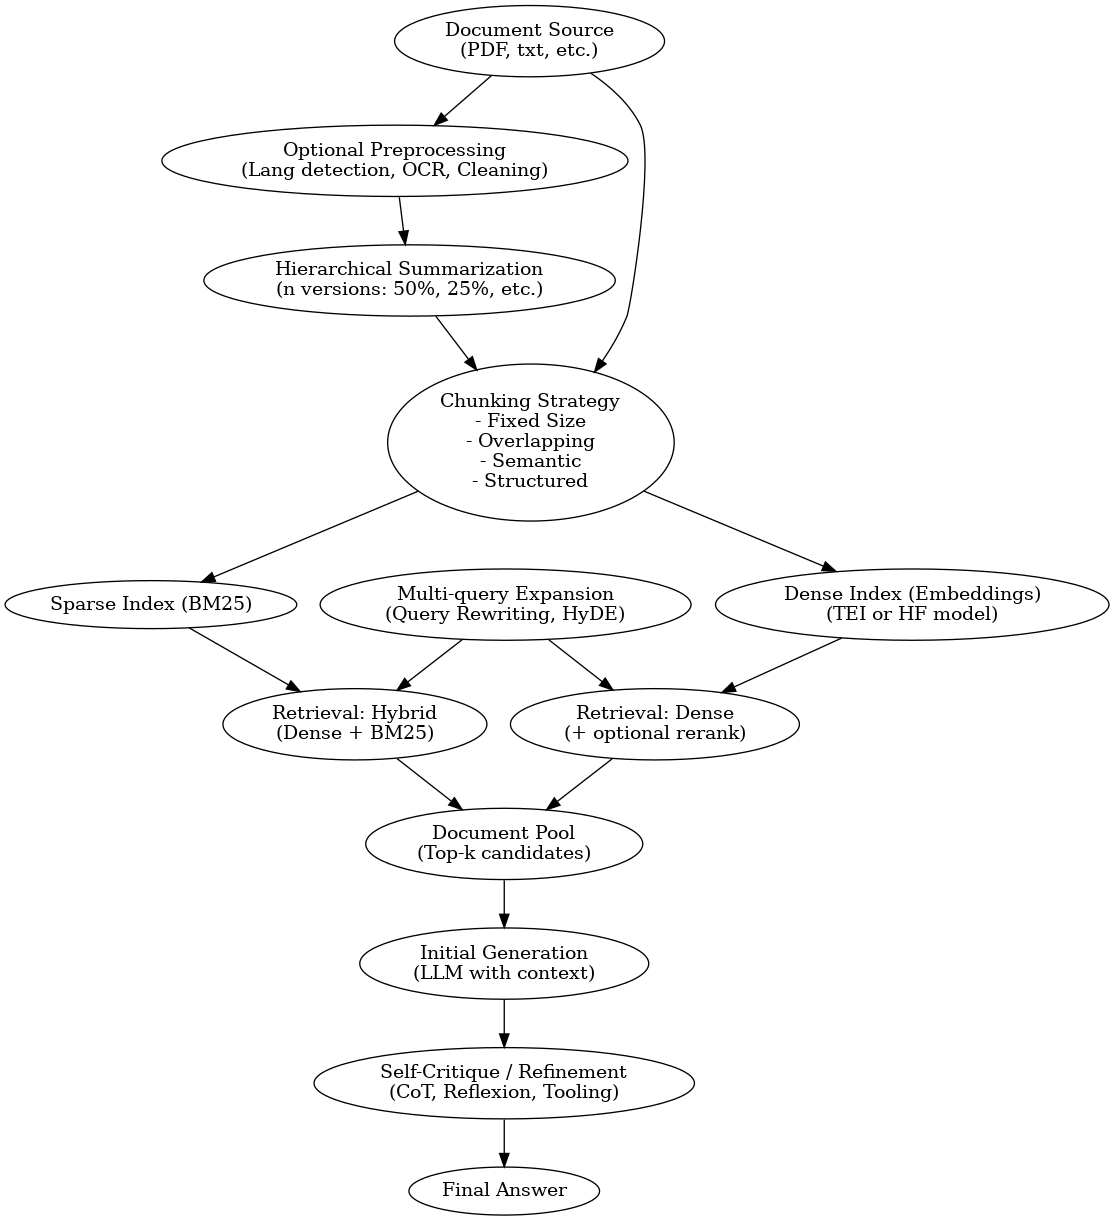 Document Source
(PDF, txt, etc.)
Optional Preprocessing
(Lang detection, OCR, Cleaning)
Hierarchical Summarization
(n versions: 50%, 25%, etc.)
Chunking Strategy
- Fixed Size
- Overlapping
- Semantic
- Structured
Sparse Index (BM25)
Multi-query Expansion
(Query Rewriting, HyDE)
Dense Index (Embeddings)
(TEI or HF model)
Retrieval: Hybrid
(Dense + BM25)
Retrieval: Dense
(+ optional rerank)
Document Pool
(Top-k candidates)
Initial Generation
(LLM with context)
Self-Critique / Refinement
(CoT, Reflexion, Tooling)
Final Answer